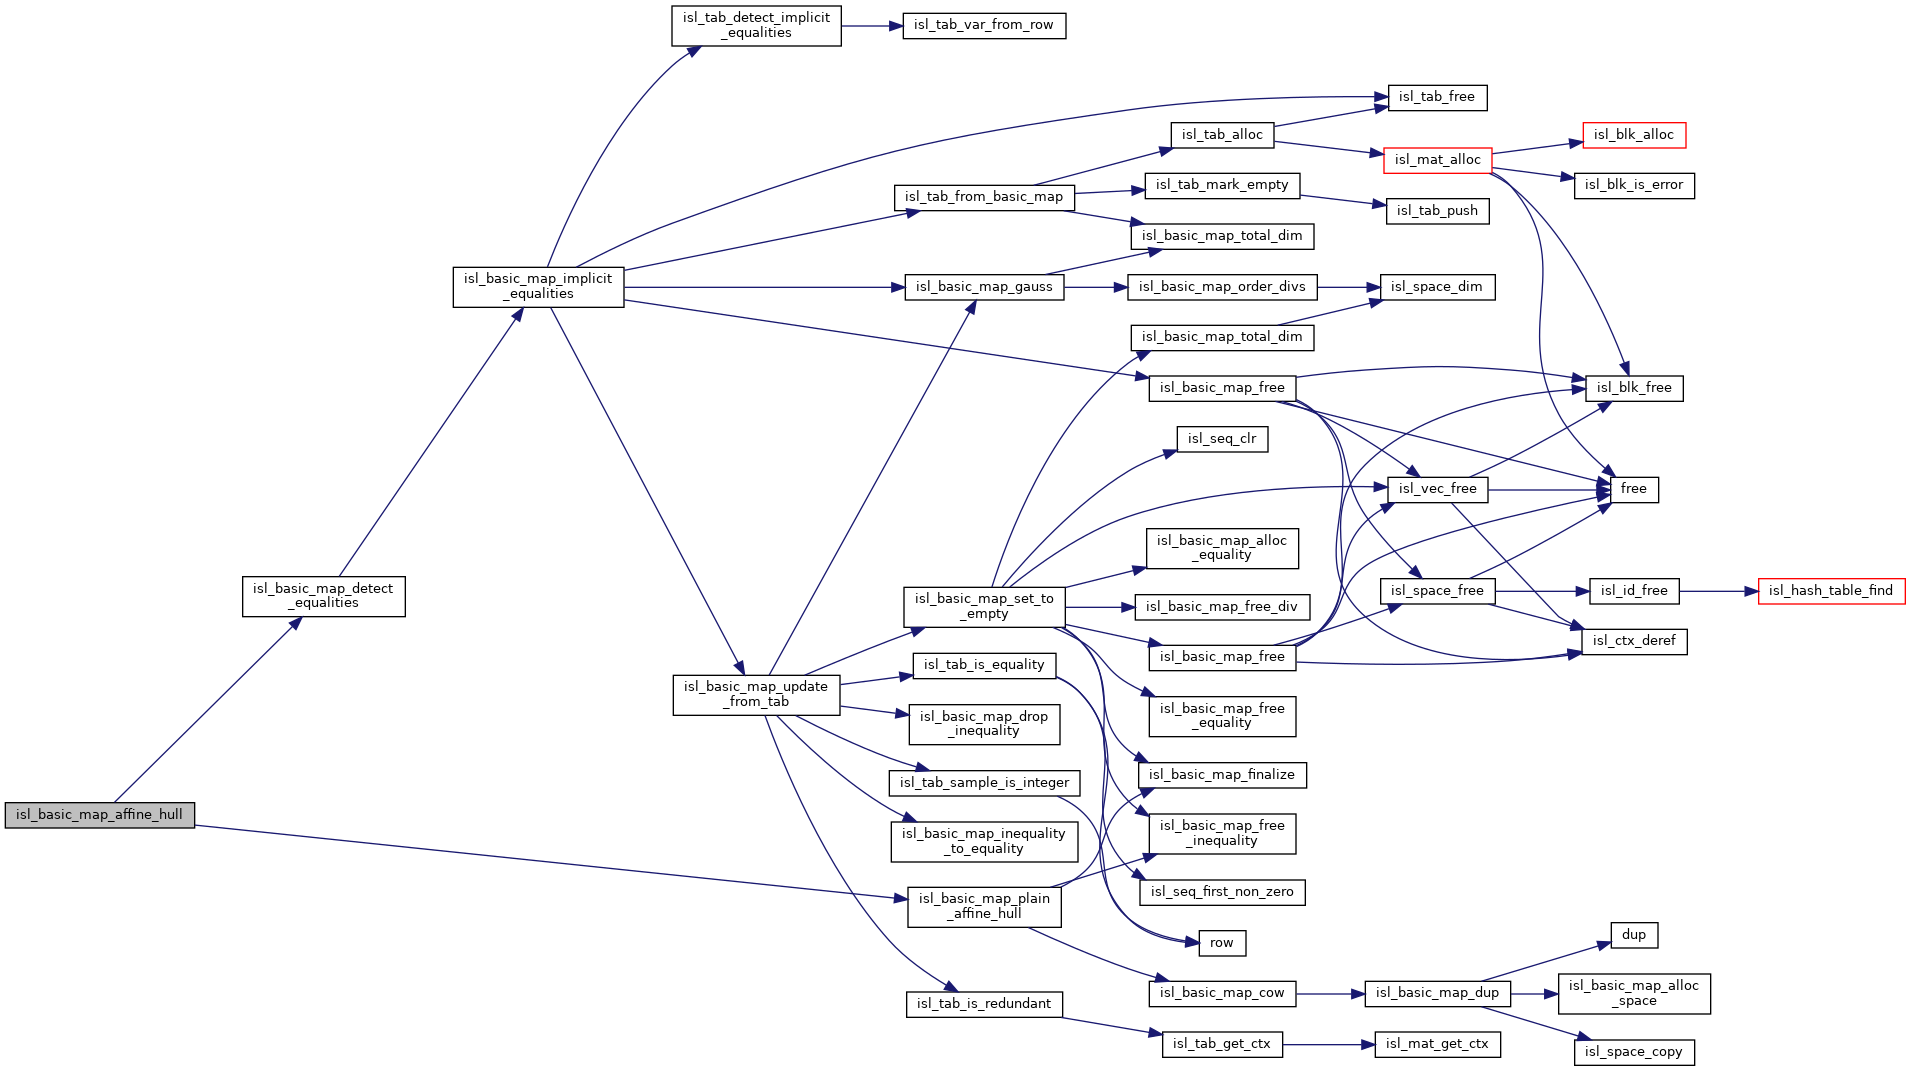 isl_tab_detect_implicit
_equalities
isl_tab_var_from_row
isl_tab_free
isl_tab_alloc
isl_blk_alloc
isl_mat_alloc
isl_tab_from_basic_map
isl_tab_mark_empty
isl_blk_is_error
isl_tab_push
isl_basic_map_total_dim
isl_basic_map_implicit
_equalities
isl_basic_map_gauss
isl_basic_map_order_divs
isl_space_dim
isl_basic_map_total_dim
isl_basic_map_free
isl_blk_free
isl_seq_clr
isl_vec_free
free
isl_basic_map_alloc
_equality
isl_basic_map_detect
_equalities
isl_basic_map_set_to
_empty
isl_basic_map_free_div
isl_space_free
isl_id_free
isl_hash_table_find
isl_ctx_deref
isl_basic_map_free
isl_tab_is_equality
isl_basic_map_update
_from_tab
isl_basic_map_drop
_inequality
isl_basic_map_free
_equality
isl_tab_sample_is_integer
isl_basic_map_finalize
isl_basic_map_affine_hull
isl_basic_map_inequality
_to_equality
isl_basic_map_free
_inequality
isl_basic_map_plain
_affine_hull
isl_seq_first_non_zero
row
dup
isl_basic_map_cow
isl_basic_map_dup
isl_basic_map_alloc
_space
isl_tab_is_redundant
isl_tab_get_ctx
isl_mat_get_ctx
isl_space_copy